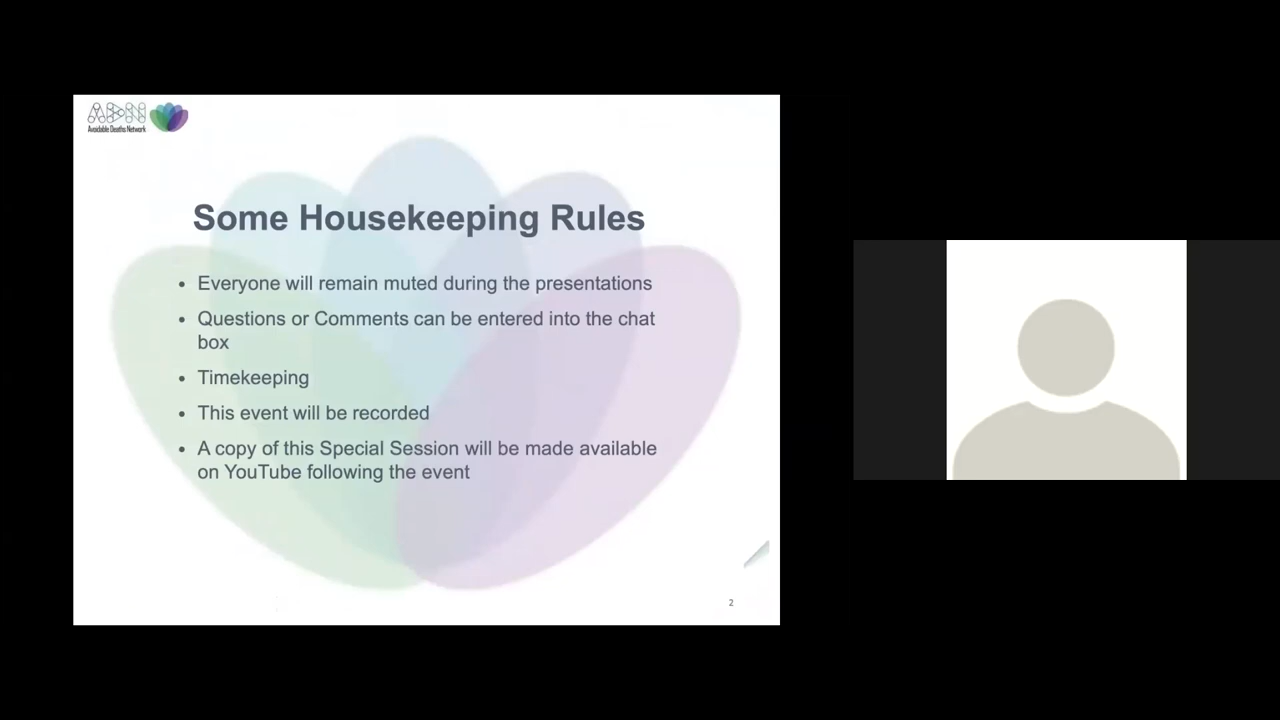 ADN
Avoidable Deaths Network
Some Housekeeping Rules
• Everyone will remain muted during the presentations
• Questions or Comments can be entered into the chat
box
• Timekeeping
• This event will be recorded
• A copy of this Special Session will be made available
on YouTube following the event
2